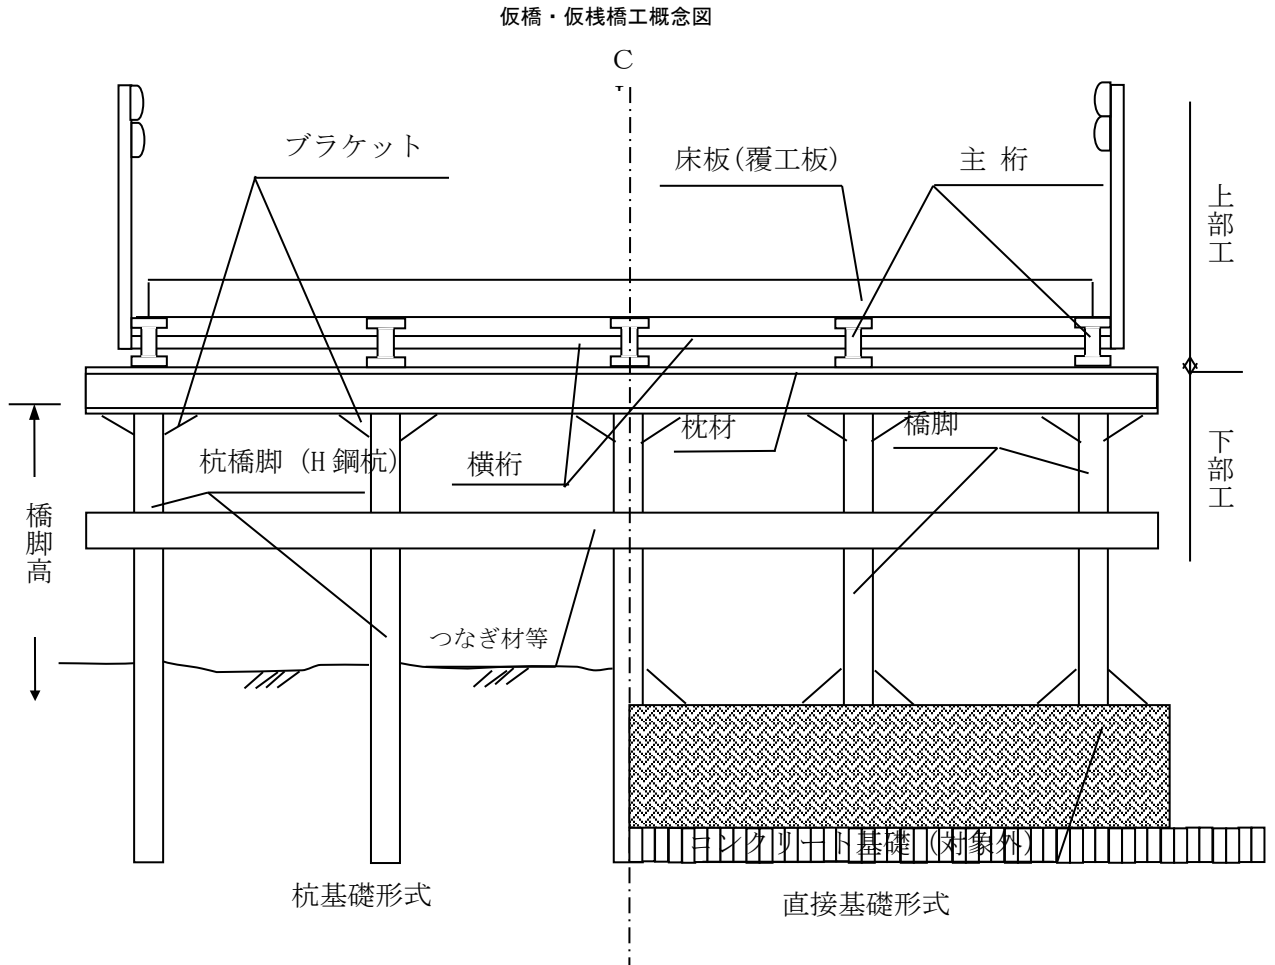 仮橋・仮桟橋工概念図
C
ブラケット
床板(覆工板)
主 桁
上部工
枕材
橋脚
杭橋脚 (H 鋼杭)
横桁
下部工
橋脚高
つなぎ材等
コンクリート基礎 (対象外)
杭基礎形式
直接基礎形式